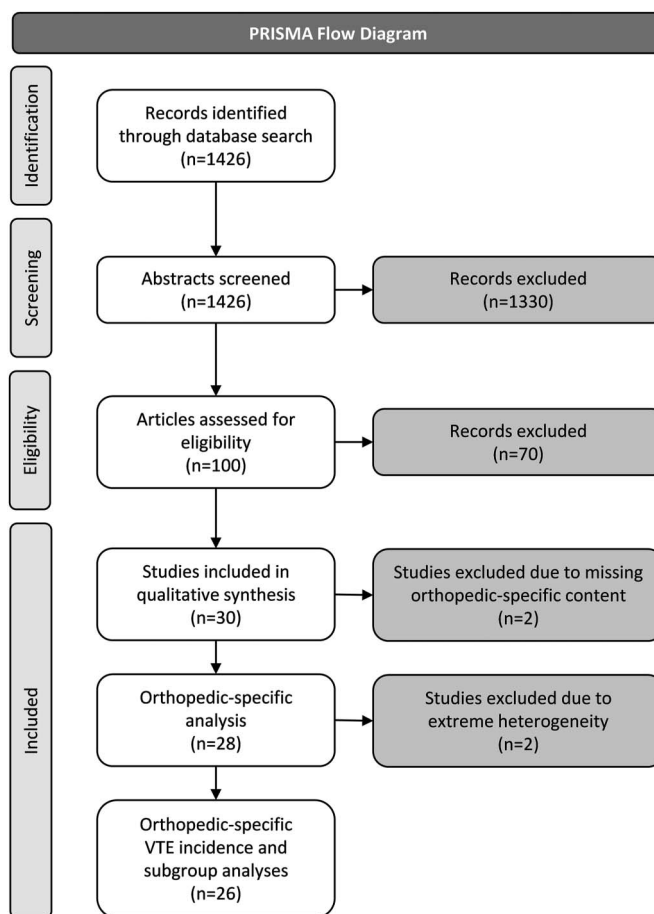 PRISMA Flow Diagram
Identification
Records identified
through database search
(n=1426)
Screening
Abstracts screened
(n=1426)
Records excluded
(n=1330)
Eligibility
Articles assessed for
eligibility
(n=100)
Records excluded
(n=70)
Included
Studies included in
qualitative synthesis
(n=30)
Studies excluded due to missing
orthopedic-specific content
(n=2)
Orthopedic-specific
analysis
(n=28)
Studies excluded due to
extreme heterogeneity
(n=2)
Orthopedic-specific
VTE incidence and
subgroup analyses
(n=26)